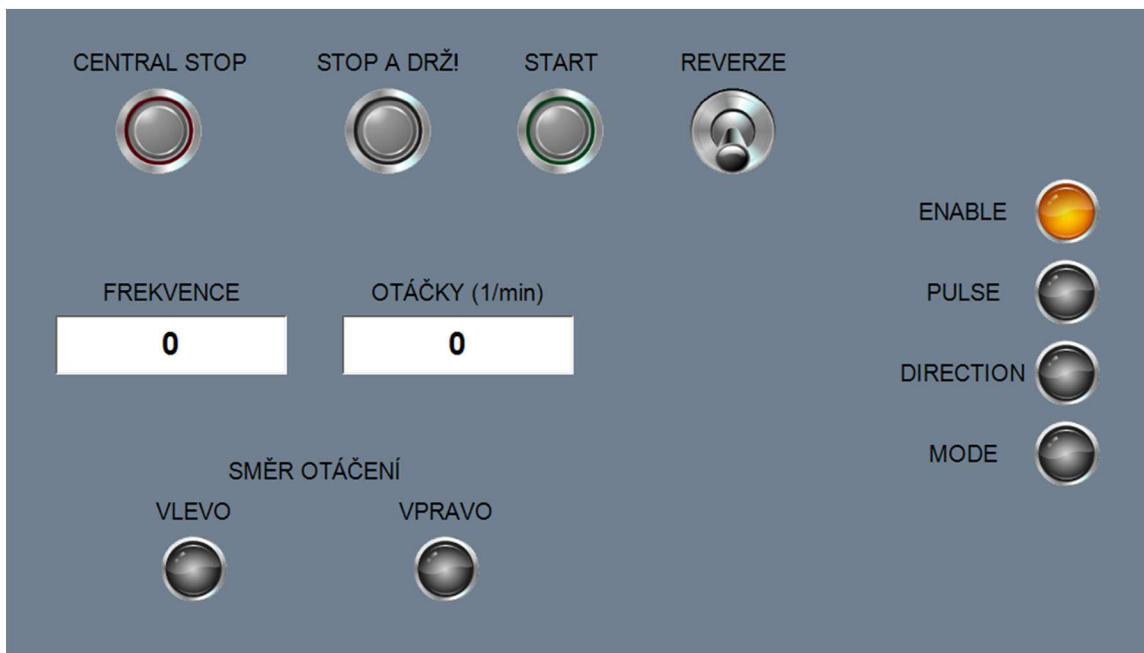 CENTRAL STOP
STOP A DRŽ!
START
REVERZE
ENABLE
FREKVENCE
OTÁČKY (1/min)
PULSE
0
0
DIRECTION
MODE
SMĚR OTÁČENÍ
VLEVO
VPRAVO